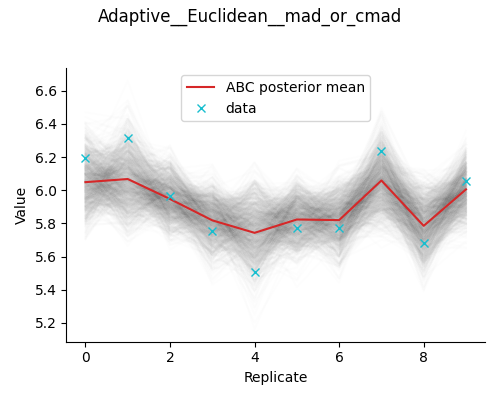 Adaptive__Euclidean__mad_or_cmad
ABC posterior mean
data
6.6
6.4
6.2
6.0
5.8
5.6
5.4
5.2
Value
0 2 4 6 8
Replicate